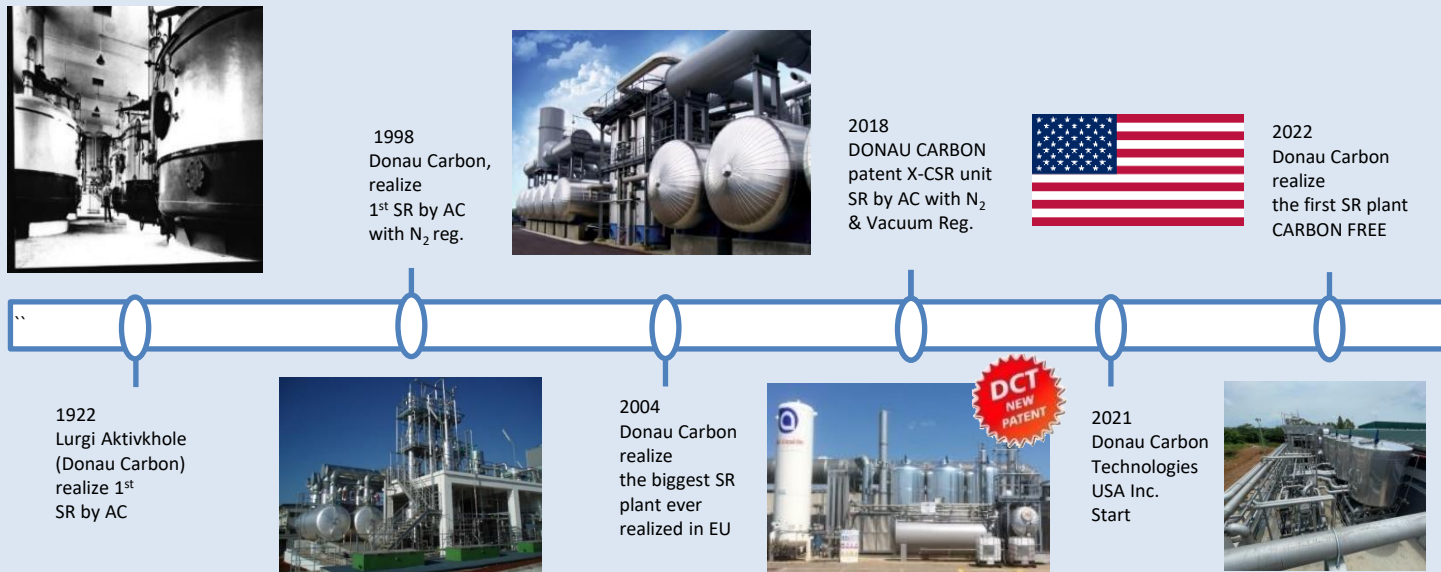 1922
Lurgi Aktivkhole
(Donau Carbon)
realize 1st
SR by AC
1998
Donau Carbon,
realize
1st SR by AC
with N2 reg.
2004
Donau Carbon
realize
the biggest SR
plant ever
realized in EU
2018
DONAU CARBON
patent X-CSR unit
SR by AC with N2
& Vacuum Reg.
DCT
NEW
PATENT
2021
Donau Carbon
Technologies
USA Inc.
Start
2022
Donau Carbon
realize
the first SR plant
CARBON FREE
``